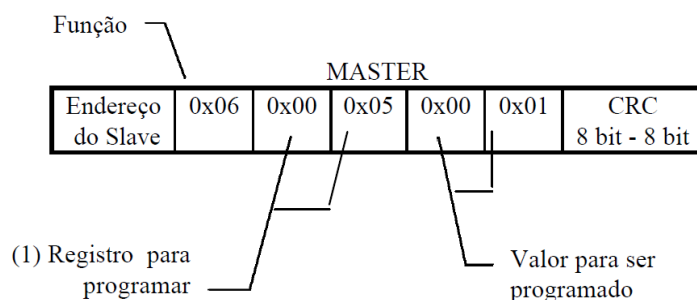 Função
MASTER
Endereço do Slave 0x06 0x00 0x05 0x00 0x01 CRC 8 bit - 8 bit
(1) Registro para programar
Valor para ser programado